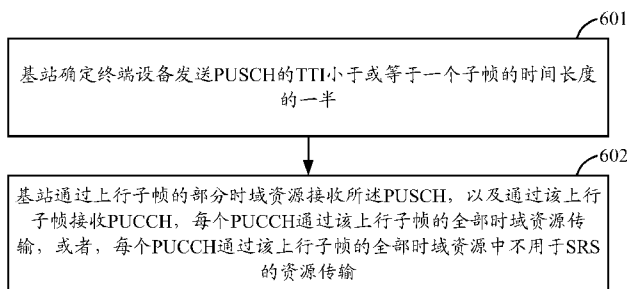 601
基站确定终端设备发送PUSCH的TTI小于或等于一个子帧的时间长度
的一半
602
基站通过上行子帧的部分时域资源接收所述PUSCH，以及通过该上行
子帧接收PUCCH，每个PUCCH通过该上行子帧的全部时域资源传
输，或者，每个PUCCH通过该上行子帧的全部时域资源中不用于SRS
的资源传输